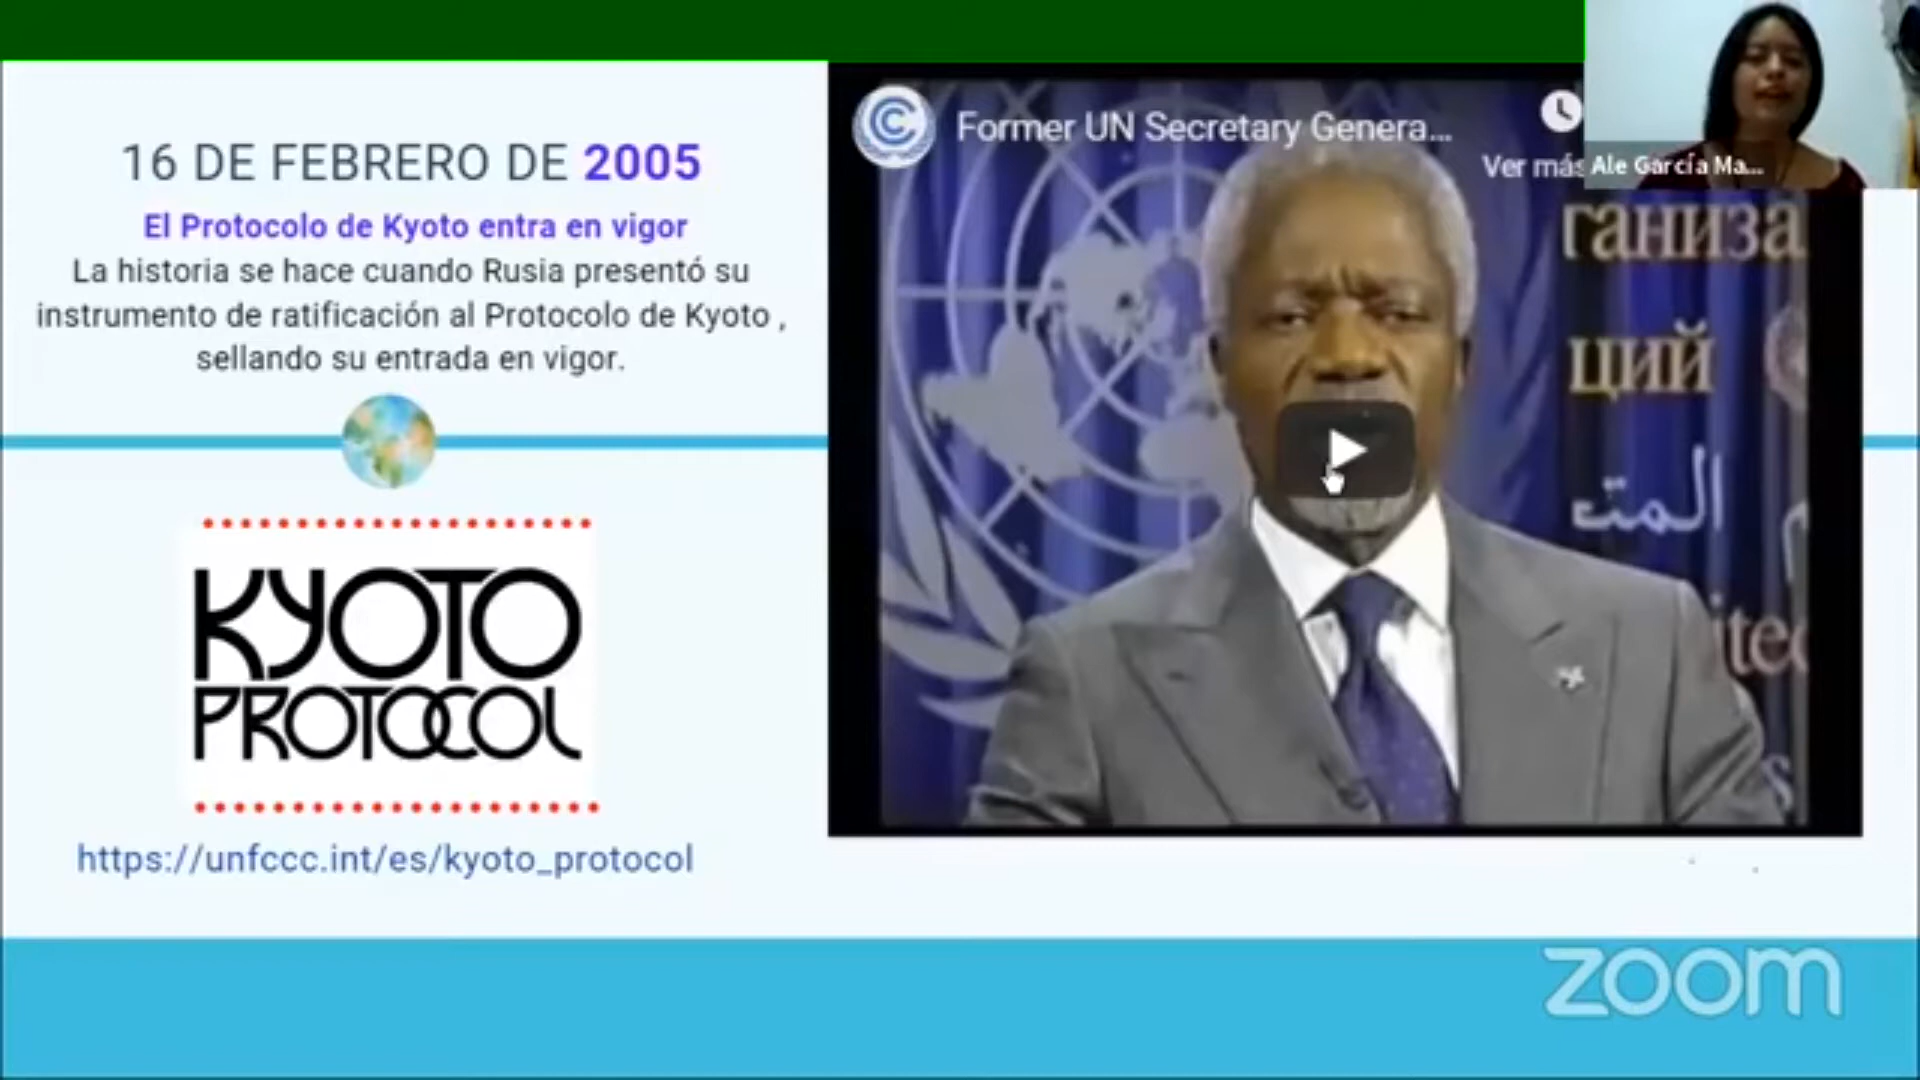 16 DE FEBRERO DE 2005
El Protocolo de Kyoto entra en vigor
La historia se hace cuando Rusia presentó su
instrumento de ratificación al Protocolo de Kyoto ,
sellando su entrada en vigor.
KYOTO
PROTOCOL
https://unfccc.int/es/kyoto_protocol
Former UN Secretary Genera...
Ver más
Ale García Ma...
ганиза
ций
المت
ited
s
zoom